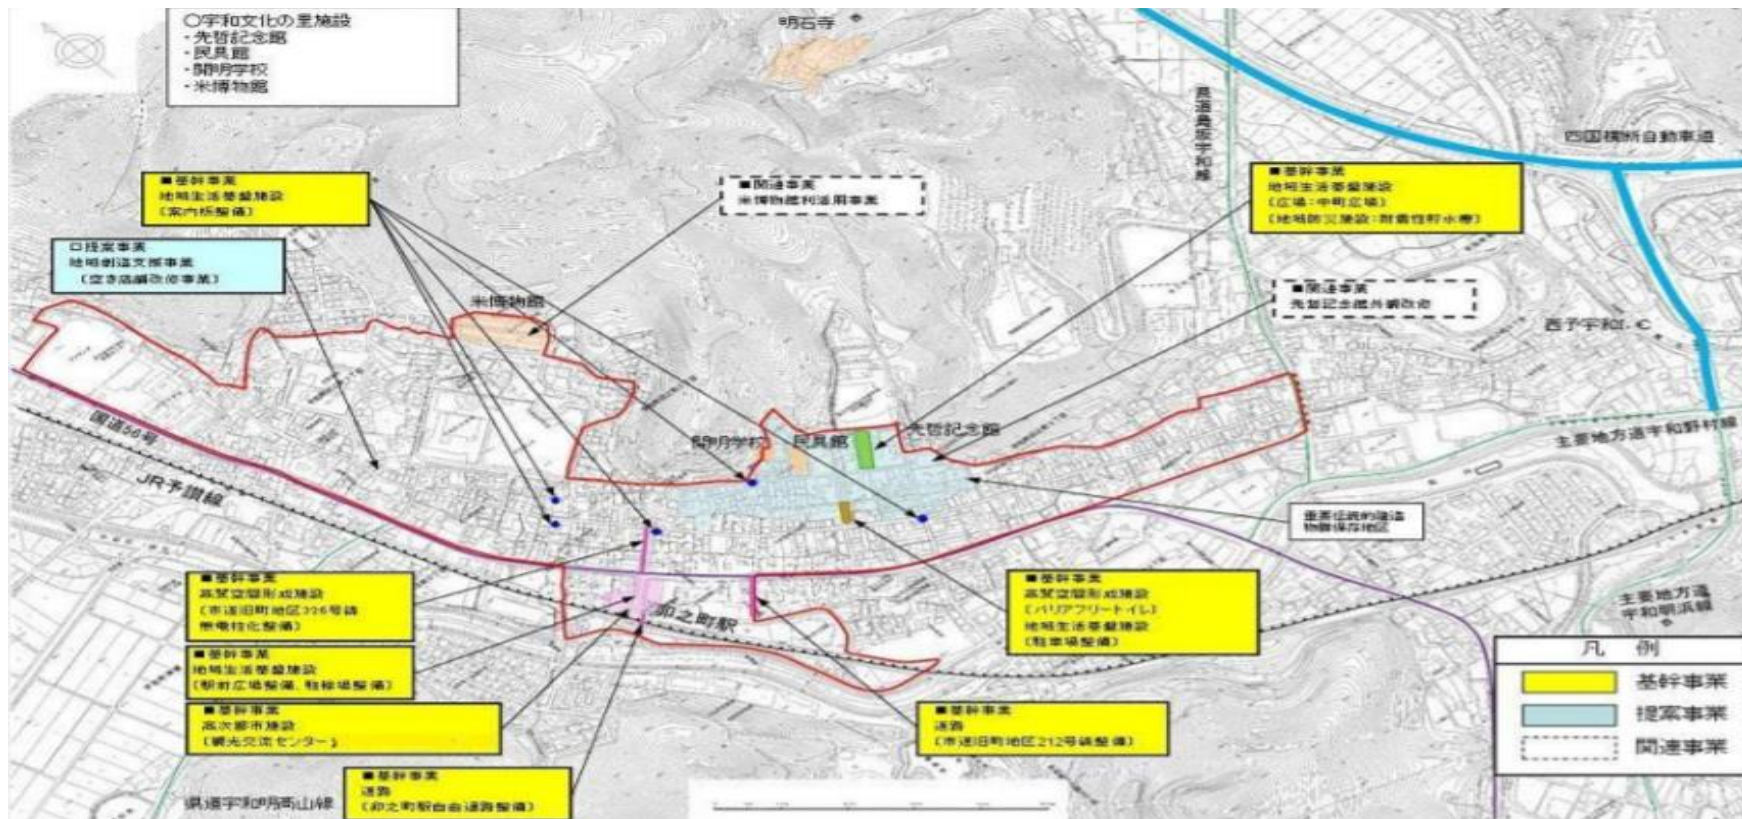 ○宇和文化の里施設
・先哲記念館
・民具館
・開明学校
・米博物館
明石寺
県道鳥坂宇和線
四国横断自動車道
■基幹事業
地域生活基盤施設
(案内板整備)
■関連事業
米博物館利活用事業
■基幹事業
地域生活基盤施設
(広場:中町広場)
(地域防災施設:耐震性貯水槽)
□提案事業
地域創造支援事業
(空き店舗改修事業)
■関連事業
先哲記念館外観改修
米博物館
西予宇和I.C
国道56号
JR予讃線
開明学校
民具館
先哲記念館
主要地方道宇和野村線
重要伝統的建造
物群保存地区
■基幹事業
高質空間形成施設
(市道旧町地区326号線
無電柱化整備)
卯之町駅
■基幹事業
高質空間形成施設
(バリアフリートイレ)
地域生活基盤施設
(駐車場整備)
主要地方道
宇和明浜線
■基幹事業
地域生活基盤施設
(駅前広場整備、駐輪場整備)
■基幹事業
高次都市施設
(観光交流センター)
■基幹事業
道路
(市道旧町地区212号線整備)
■基幹事業
道路
(卯之町駅自由通路整備)
県道宇和明高山線
凡 例
基幹事業
提案事業
関連事業